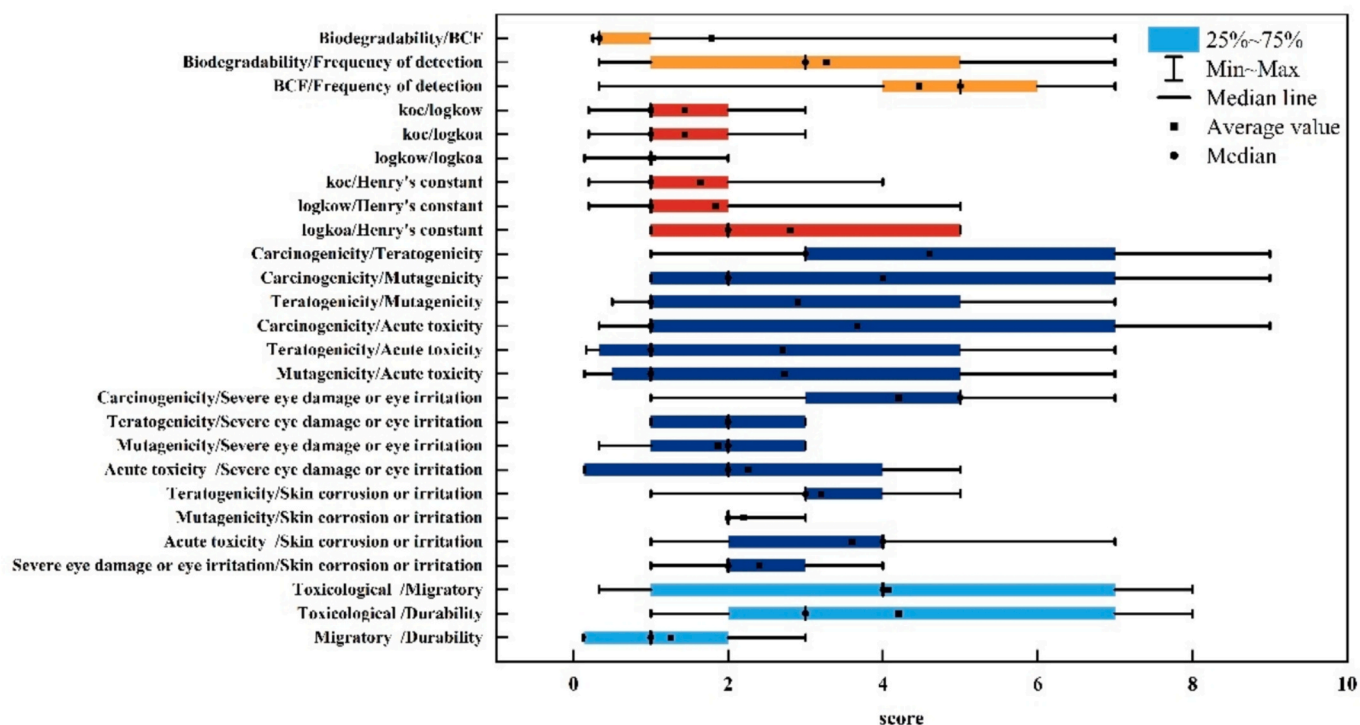 Biodegradability/BCF
Biodegradability/Frequency of detection
BCF/Frequency of detection
koc/logkow
koc/logkoa
logkow/logkoa
koc/Henry's constant
logkow/Henry's constant
logkoa/Henry's constant
Carcinogenicity/Teratogenicity
Carcinogenicity/Mutagenicity
Teratogenicity/Mutagenicity
Carcinogenicity/Acute toxicity
Teratogenicity/Acute toxicity
Mutagenicity/Acute toxicity
Carcinogenicity/Severe eye damage or eye irritation
Teratogenicity/Severe eye damage or eye irritation
Mutagenicity/Severe eye damage or eye irritation
Acute toxicity /Severe eye damage or eye irritation
Teratogenicity/Skin corrosion or irritation
Mutagenicity/Skin corrosion or irritation
Acute toxicity /Skin corrosion or irritation
Severe eye damage or eye irritation/Skin corrosion or irritation
Toxicological /Migratory
Toxicological /Durability
Migratory /Durability
25%~75%
Min~Max
Median line
Average value
Median
0 2 4 6 8 10
score